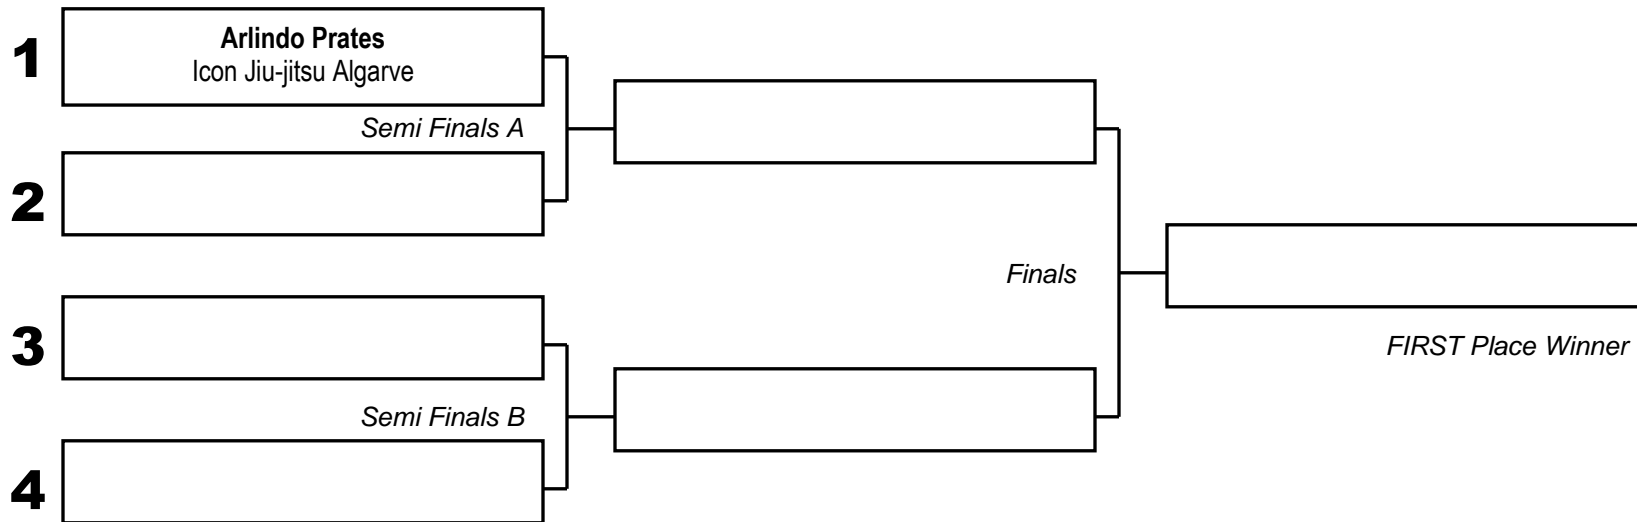 1
Arlindo Prates
Icon Jiu-jitsu Algarve
Semi Finals A
2
Finals
3
FIRST Place Winner
Semi Finals B
4